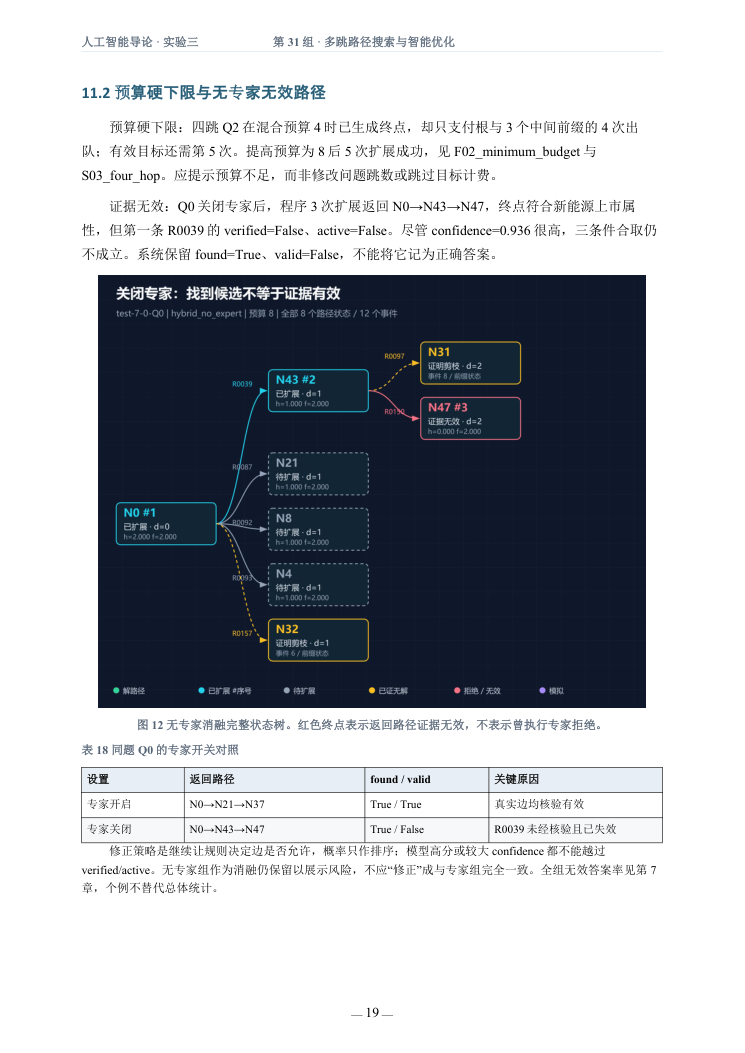 人工智能导论 · 实验三 第 31 组 · 多跳路径搜索与智能优化
11.2 预算硬下限与无专家无效路径
预算硬下限：四跳 Q2 在混合预算 4 时已生成终点，却只支付根与 3 个中间前缀的 4 次出
队；有效目标还需第 5 次。提高预算为 8 后 5 次扩展成功，见 F02_minimum_budget 与
S03_four_hop。应提示预算不足，而非修改问题跳数或跳过目标计费。
证据无效：Q0 关闭专家后，程序 3 次扩展返回 N0→N43→N47，终点符合新能源上市属
性，但第一条 R0039 的 verified=False、active=False。尽管 confidence=0.936 很高，三条件合取仍
不成立。系统保留 found=True、valid=False，不能将它记为正确答案。
关闭专家：找到候选不等于证据有效
test-7-0-Q0 | hybrid_no_expert | 预算 8 | 全部 8 个路径状态 / 12 个事件
N31
证明剪枝 · d=2
事件 8 / 前缀状态
R0097
N43 #2
已扩展 · d=1
h=1.000 f=2.000
R0039
N47 #3
证据无效 · d=2
h=0.000 f=2.000
R0190
N21
待扩展 · d=1
h=1.000 f=2.000
R0087
N0 #1
已扩展 · d=0
h=2.000 f=2.000
N8
待扩展 · d=1
h=1.000 f=2.000
R0092
N4
待扩展 · d=1
h=1.000 f=2.000
R0093
N32
证明剪枝 · d=1
事件 6 / 前缀状态
R0157
解路径 已扩展 #序号 待扩展 已证无解 拒绝 / 无效 模拟
图 12 无专家消融完整状态树。红色终点表示返回路径证据无效，不表示曾执行专家拒绝。
表 18 同题 Q0 的专家开关对照
设置 返回路径 found / valid 关键原因
专家开启 N0→N21→N37 True / True 真实边均核验有效
专家关闭 N0→N43→N47 True / False R0039 未经核验且已失效
修正策略是继续让规则决定边是否允许，概率只作排序；模型高分或较大 confidence 都不能越过
verified/active。无专家组作为消融仍保留以展示风险，不应“修正”成与专家组完全一致。全组无效答案率见第 7
章，个例不替代总体统计。
— 19 —